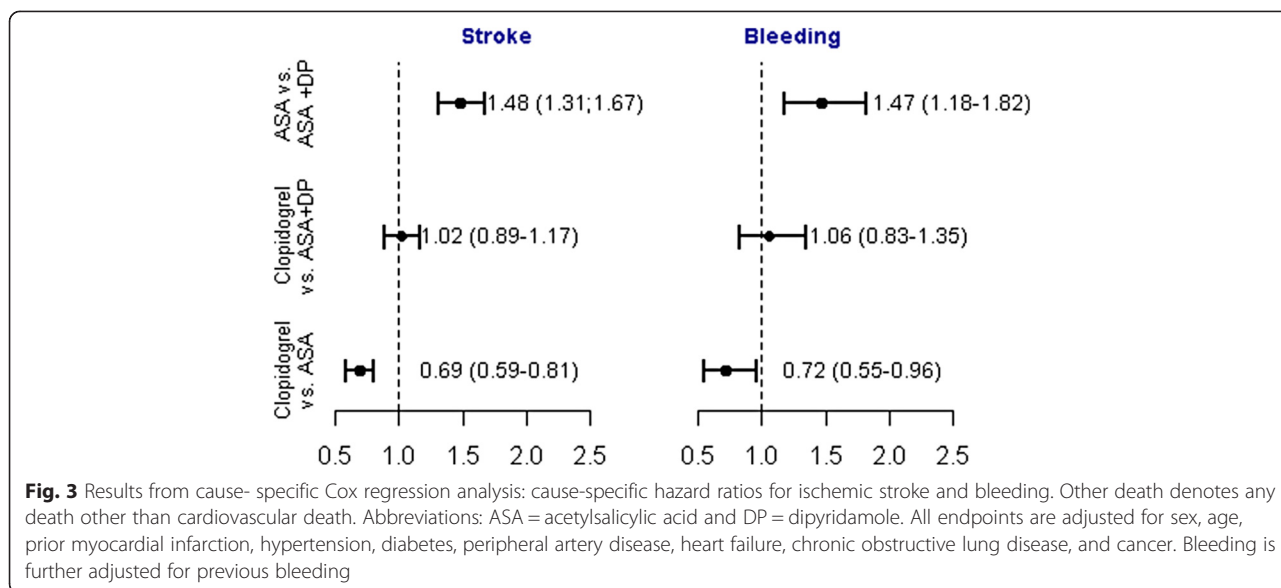 Stroke
Bleeding
ASA vs.
ASA +DP
1.48 (1.31;1.67)
1.47 (1.18-1.82)
Clopidogrel
vs. ASA+DP
1.02 (0.89-1.17)
1.06 (0.83-1.35)
Clopidogrel
vs. ASA
0.69 (0.59-0.81)
0.72 (0.55-0.96)
0.5 1.0 1.5 2.0 2.5
0.5 1.0 1.5 2.0 2.5
Fig. 3 Results from cause- specific Cox regression analysis: cause-specific hazard ratios for ischemic stroke and bleeding. Other death denotes any
death other than cardiovascular death. Abbreviations: ASA = acetylsalicylic acid and DP = dipyridamole. All endpoints are adjusted for sex, age,
prior myocardial infarction, hypertension, diabetes, peripheral artery disease, heart failure, chronic obstructive lung disease, and cancer. Bleeding is
further adjusted for previous bleeding